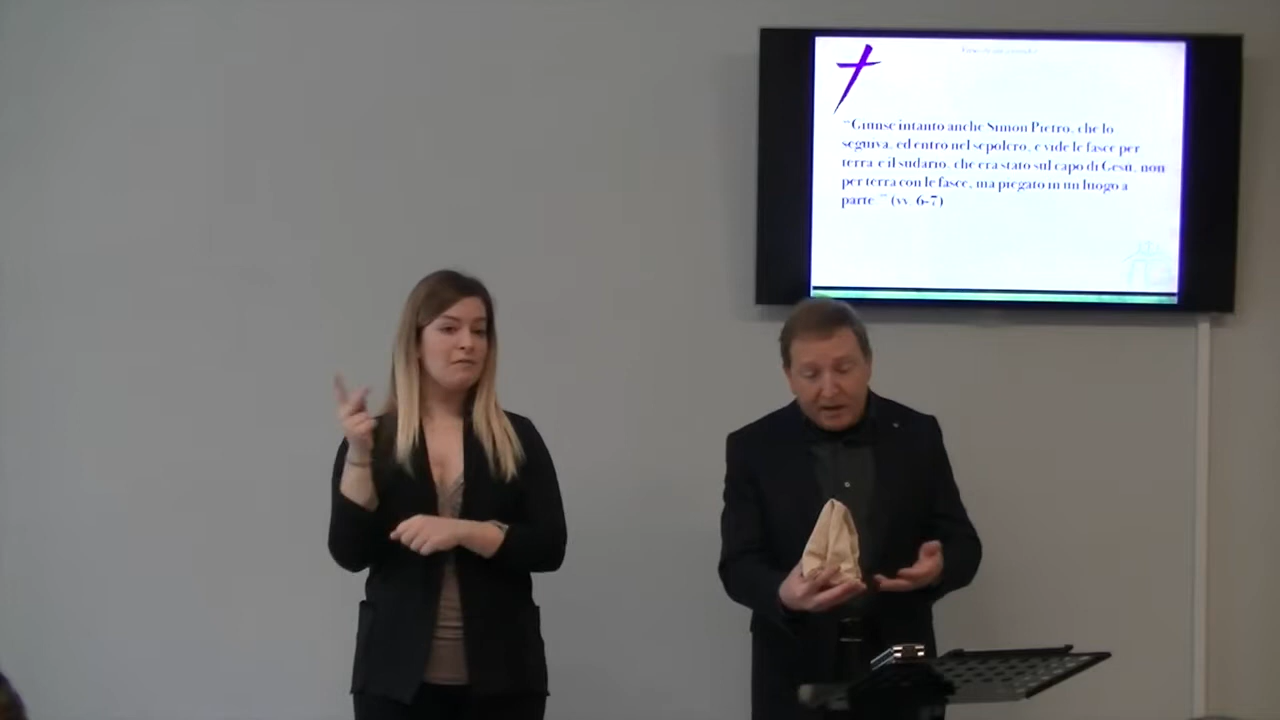 “Giunse intanto anche Simon Pietro, che lo
seguiva, ed entrò nel sepolcro, e vide le fasce per
terra e il sudario, che era stato sul capo di Gesù, non
per terra con le fasce, ma piegato in un luogo a
parte.” (vv. 6-7)